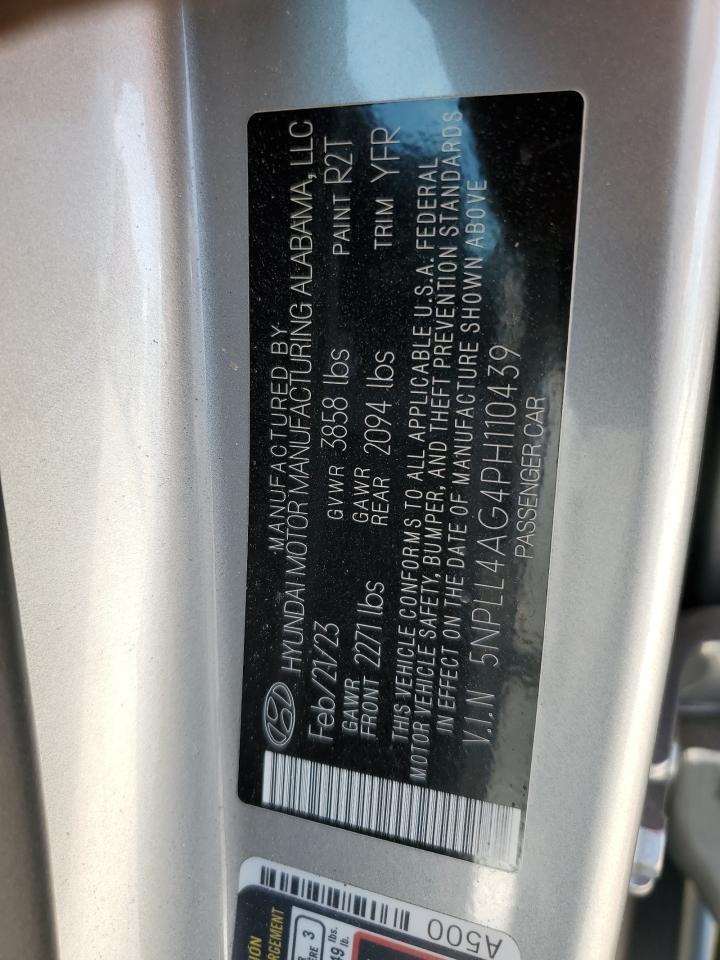 MANUFACTURED BY
HYUNDAI MOTOR MANUFACTURING ALABAMA, LLC
Feb/21/23 GVWR 3858 lbs PAINT R2T
GAWR FRONT 2271 lbs GAWR REAR 2094 lbs TRIM YFR
THIS VEHICLE CONFORMS TO ALL APPLICABLE U.S.A. FEDERAL
MOTOR VEHICLE SAFETY, BUMPER, AND THEFT PREVENTION STANDARDS
IN EFFECT ON THE DATE OF MANUFACTURE SHOWN ABOVE
V.I.N 5NPLL4AG4PH110439
PASSENGER CAR
A500
3
lb.